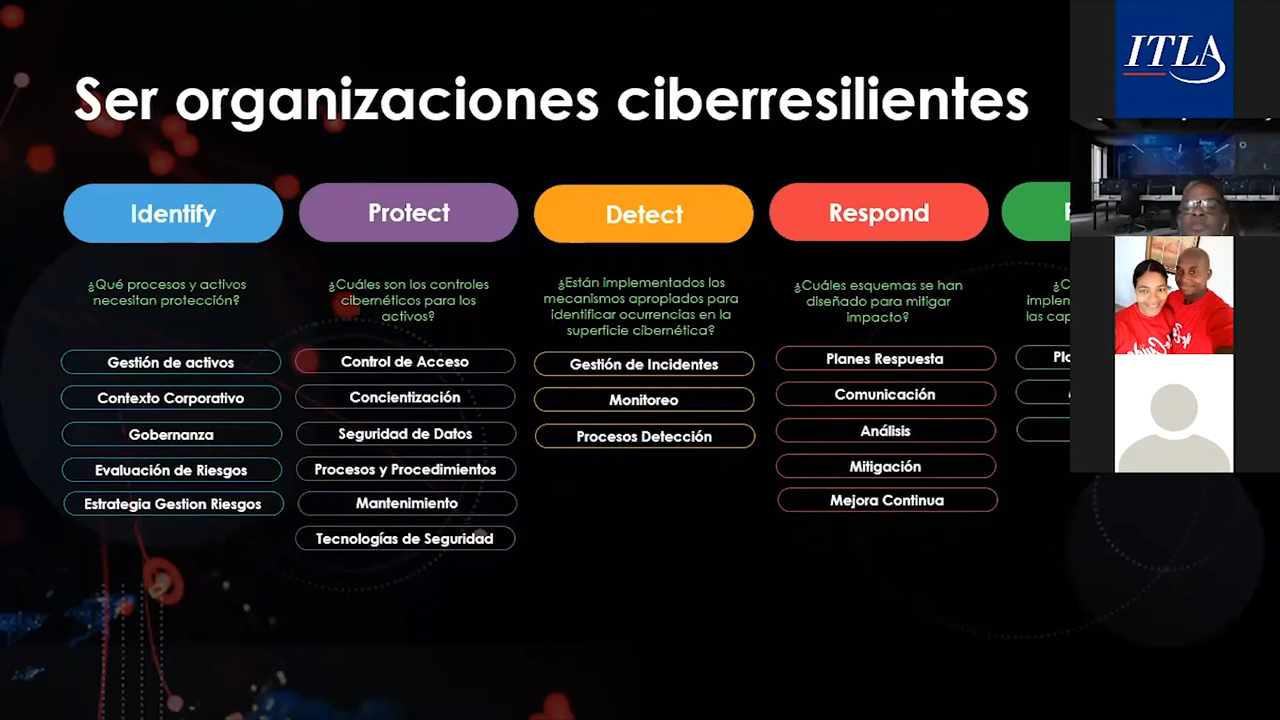 Ser organizaciones ciberresilientes
ITLA
Identify
¿Qué procesos y activos
necesitan protección?
Gestión de activos
Contexto Corporativo
Gobernanza
Evaluación de Riesgos
Estrategia Gestion Riesgos
Protect
¿Cuáles son los controles
cibernéticos para los
activos?
Control de Acceso
Concientización
Seguridad de Datos
Procesos y Procedimientos
Mantenimiento
Tecnologías de Seguridad
Detect
¿Están implementados los
mecanismos apropiados para
identificar ocurrencias en la
superficie cibernética?
Gestión de Incidentes
Monitoreo
Procesos Detección
Respond
¿Cuáles esquemas se han
diseñado para mitigar
impacto?
Planes Respuesta
Comunicación
Análisis
Mitigación
Mejora Continua
las